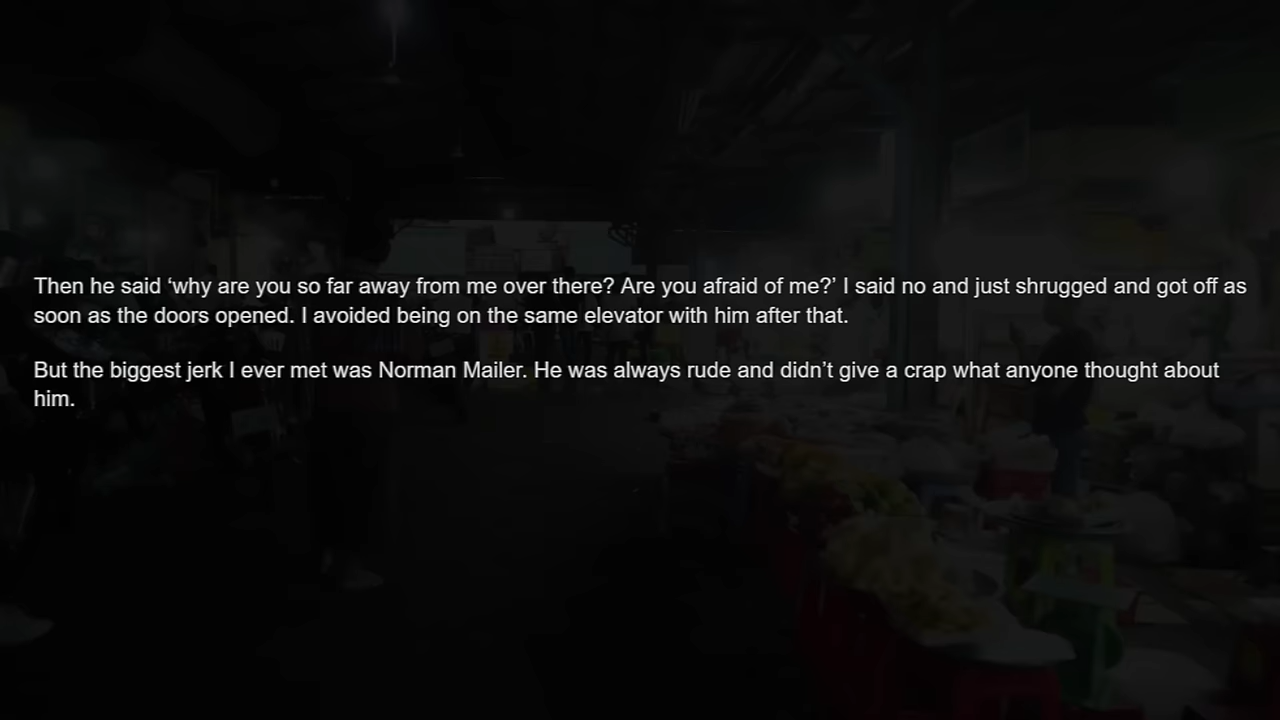 Then he said ‘why are you so far away from me over there? Are you afraid of me?’ I said no and just shrugged and got off as
soon as the doors opened. I avoided being on the same elevator with him after that.
But the biggest jerk I ever met was Norman Mailer. He was always rude and didn’t give a crap what anyone thought about
him.